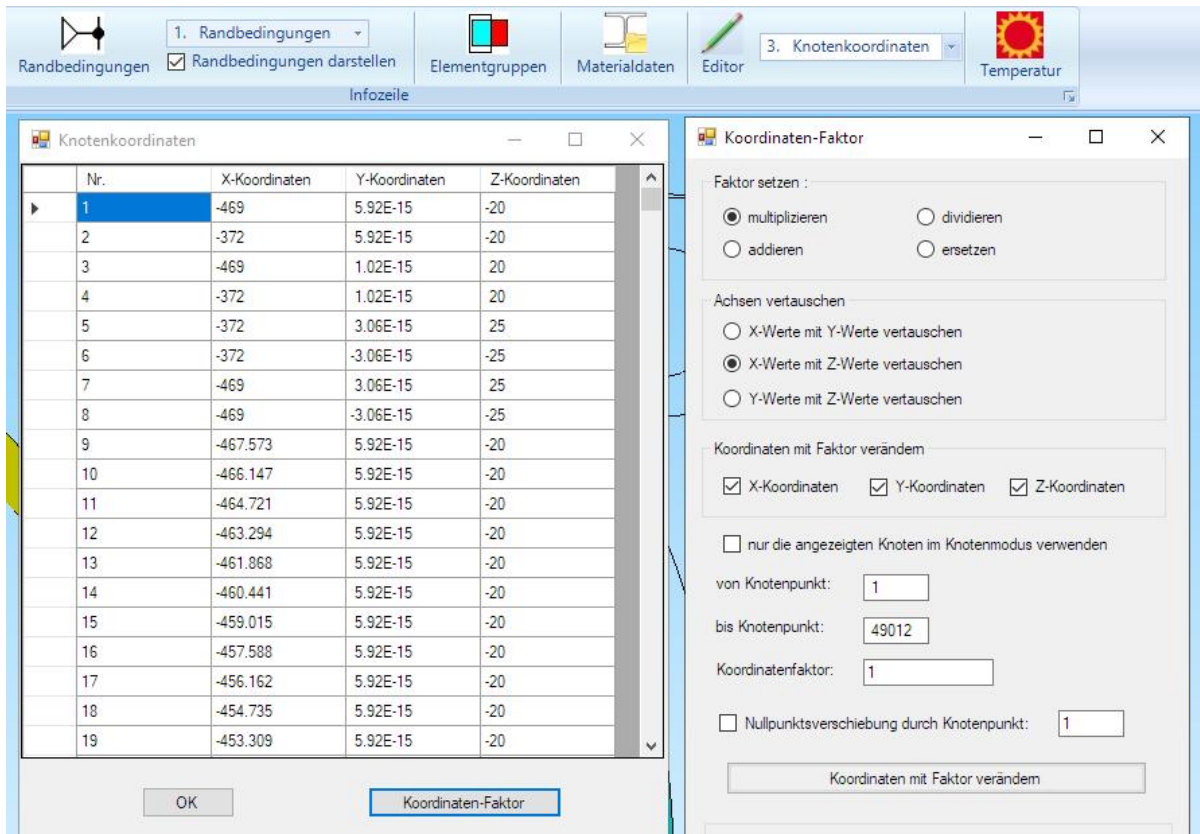 1. Randbedingungen
Randbedingungen
Randbedingungen darstellen
Elementgruppen
Materialdaten
Editor
3. Knotenkoordinaten
Temperatur
Infozeile
Knotenkoordinaten
Nr. X-Koordinaten Y-Koordinaten Z-Koordinaten
1 -469 5.92E-15 -20
2 -372 5.92E-15 -20
3 -469 1.02E-15 20
4 -372 1.02E-15 20
5 -372 3.06E-15 25
6 -372 -3.06E-15 -25
7 -469 3.06E-15 25
8 -469 -3.06E-15 -25
9 -467.573 5.92E-15 -20
10 -466.147 5.92E-15 -20
11 -464.721 5.92E-15 -20
12 -463.294 5.92E-15 -20
13 -461.868 5.92E-15 -20
14 -460.441 5.92E-15 -20
15 -459.015 5.92E-15 -20
16 -457.588 5.92E-15 -20
17 -456.162 5.92E-15 -20
18 -454.735 5.92E-15 -20
19 -453.309 5.92E-15 -20
OK
Koordinaten-Faktor
Koordinaten-Faktor
Faktor setzen :
multiplizieren dividieren
addieren ersetzen
Achsen vertauschen
X-Werte mit Y-Werte vertauschen
X-Werte mit Z-Werte vertauschen
Y-Werte mit Z-Werte vertauschen
Koordinaten mit Faktor verändern
X-Koordinaten Y-Koordinaten Z-Koordinaten
nur die angezeigten Knoten im Knotenmodus verwenden
von Knotenpunkt: 1
bis Knotenpunkt: 49012
Koordinatenfaktor: 1
Nullpunktsverschiebung durch Knotenpunkt: 1
Koordinaten mit Faktor verändern